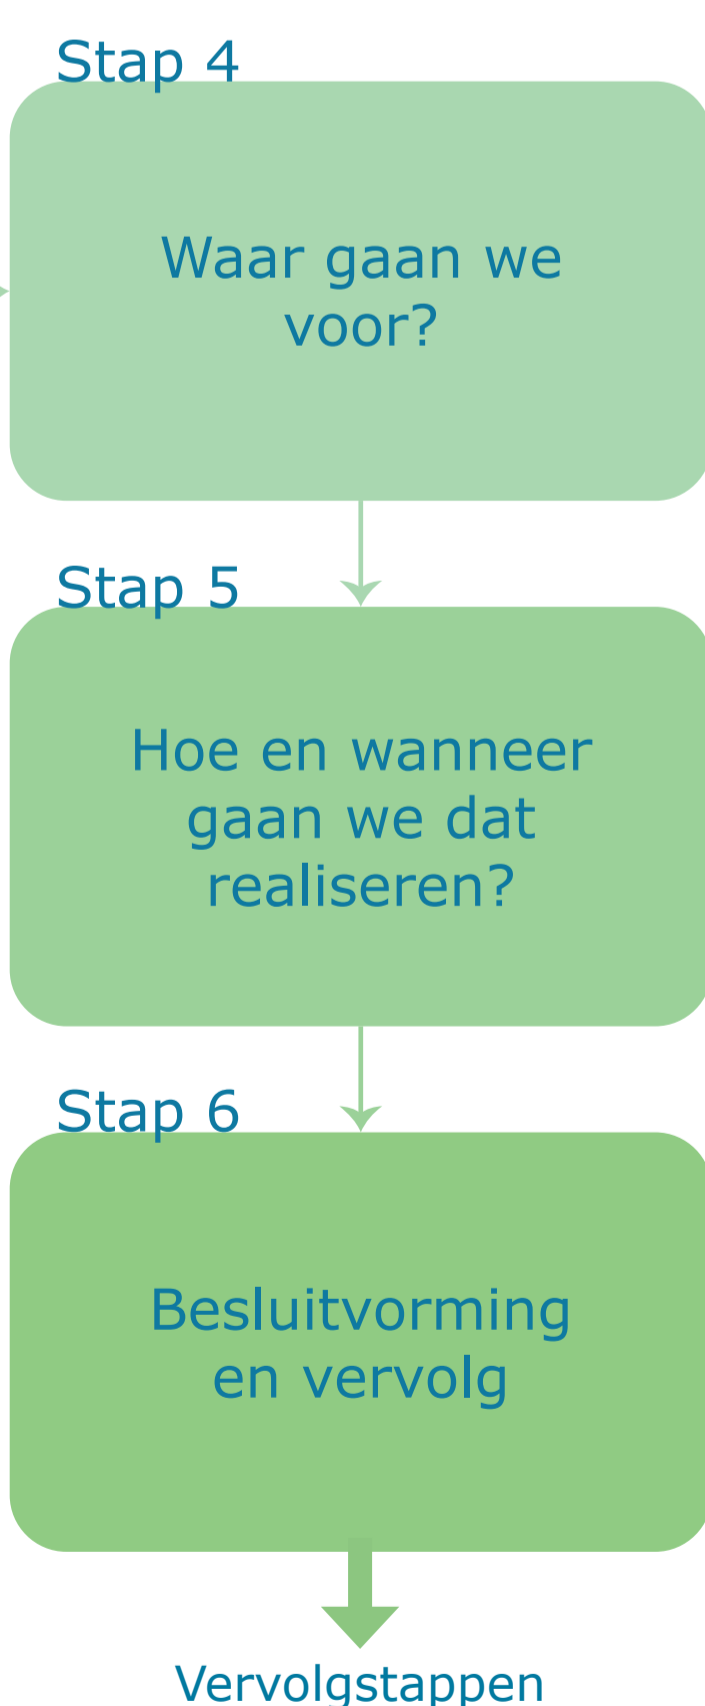 Stap 4
Waar gaan we
voor?
Stap 5
Hoe en wanneer
gaan we dat
realiseren?
Stap 6
Besluitvorming
en vervolg
Vervolgstappen